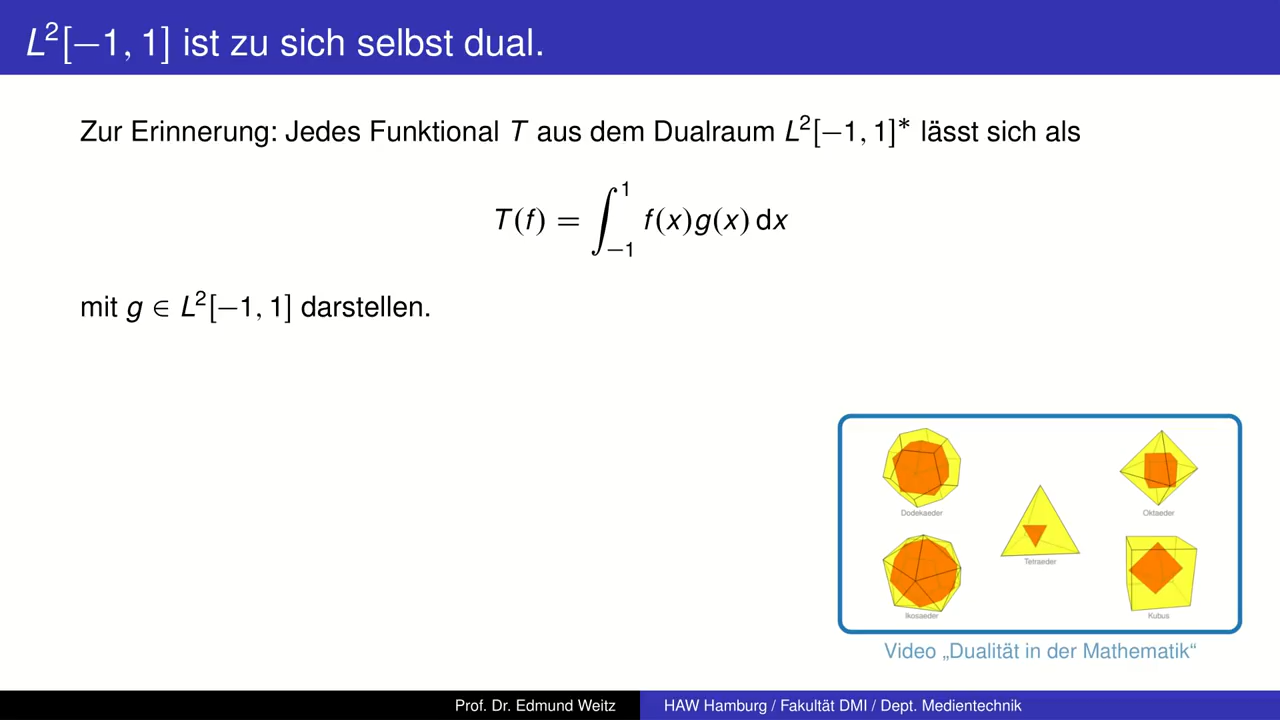 L²[−1, 1] ist zu sich selbst dual.
Zur Erinnerung: Jedes Funktional T aus dem Dualraum L²[−1, 1]* lässt sich als
T(f) = ∫₋₁¹ f(x)g(x) dx
mit g ∈ L²[−1, 1] darstellen.
Dodekaeder
Oktaeder
Tetraeder
Ikosaeder
Kubus
Video „Dualität in der Mathematik“
Prof. Dr. Edmund Weitz
HAW Hamburg / Fakultät DMI / Dept. Medientechnik